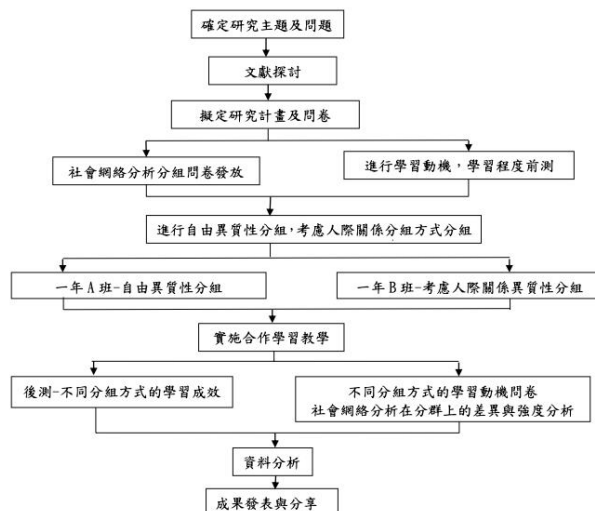 確定研究主題及問題
文獻探討
擬定研究計畫及問卷
社會網絡分析分組問卷發放
進行學習動機，學習程度前測
進行自由異質性分組，考慮人際關係分組方式分組
一年A班-自由異質性分組
一年B班-考慮人際關係異質性分組
實施合作學習教學
後測-不同分組方式的學習成效
不同分組方式的學習動機問卷
社會網絡分析在分群上的差異與強度分析
資料分析
成果發表與分享